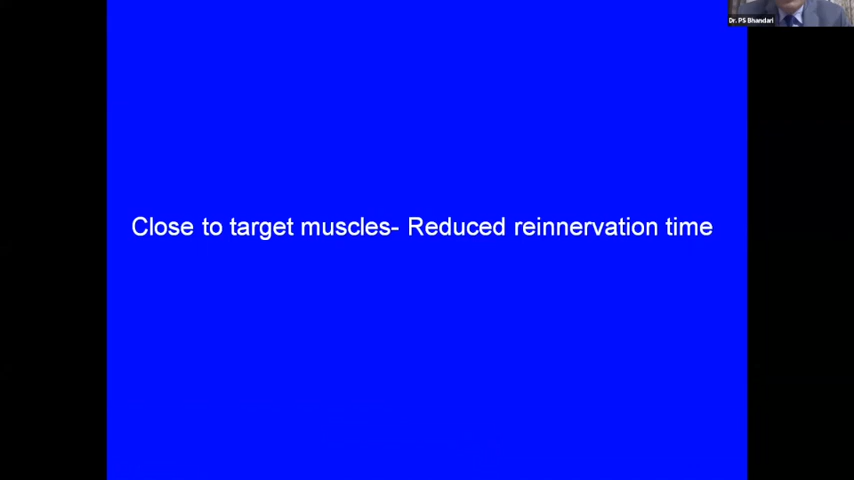 Dr. PS Bhandari
Close to target muscles- Reduced reinnervation time